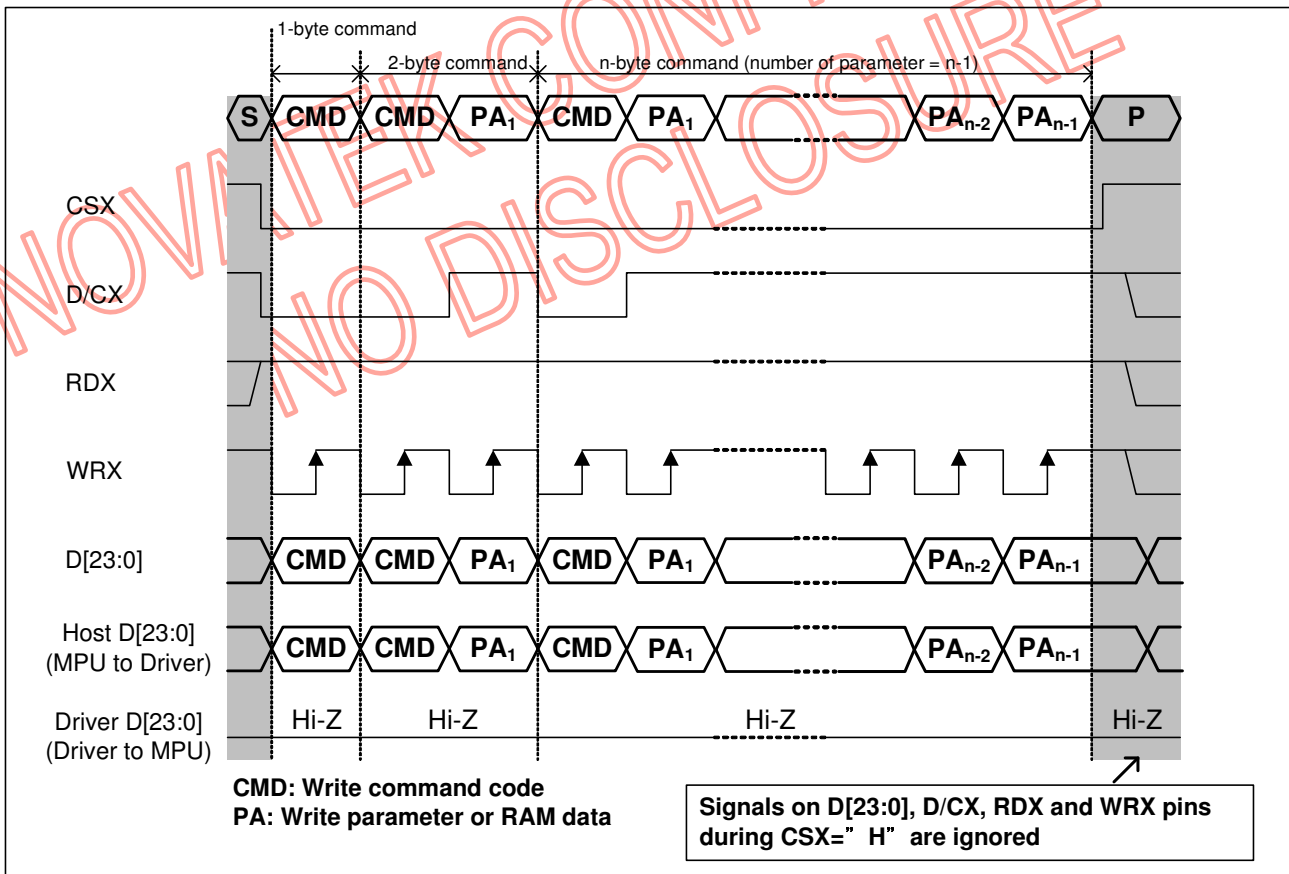 1-byte command
2-byte command
n-byte command (number of parameter = n-1)
S CMD CMD PA1 CMD PA1 PAn-2 PAn-1 P
CSX
D/CX
RDX
WRX
D[23:0] CMD CMD PA1 CMD PA1 PAn-2 PAn-1
Host D[23:0]
(MPU to Driver)
CMD CMD PA1 CMD PA1 PAn-2 PAn-1
Driver D[23:0]
(Driver to MPU)
Hi-Z Hi-Z Hi-Z Hi-Z
CMD: Write command code
PA: Write parameter or RAM data
Signals on D[23:0], D/CX, RDX and WRX pins
during CSX=”H” are ignored
NOVATEK CONF
NO DISCLOSURE